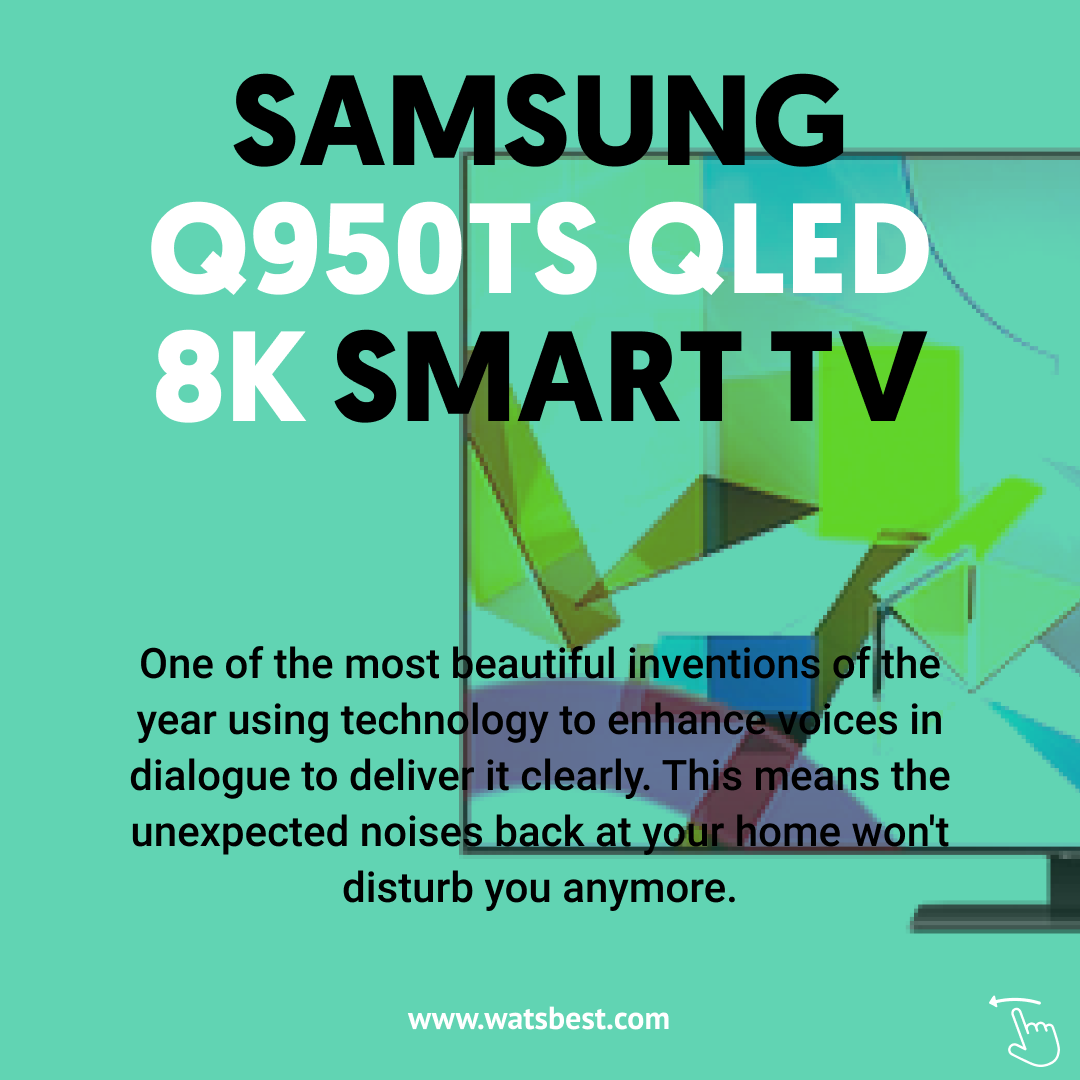 SAMSUNG
Q950TS QLED
8K SMART TV
One of the most beautiful inventions of the
year using technology to enhance voices in
dialogue to deliver it clearly. This means the
unexpected noises back at your home won't
disturb you anymore.
www.watsbest.com